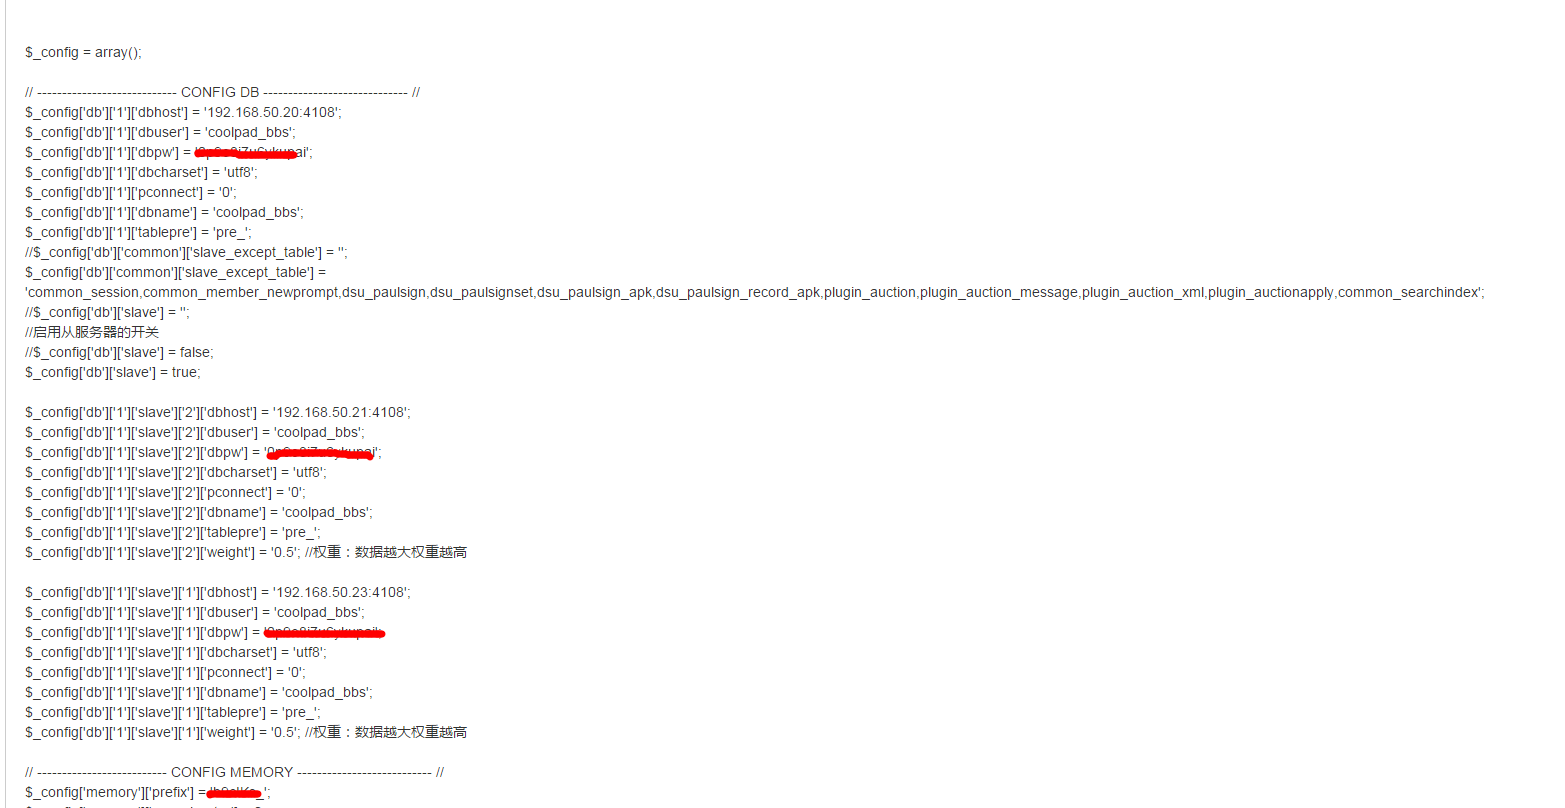 $_config = array();
// ---------------------------- CONFIG DB ----------------------------- //
$_config['db']['1']['dbhost'] = '192.168.50.20:4108';
$_config['db']['1']['dbuser'] = 'coolpad_bbs';
$_config['db']['1']['dbpw'] =
$_config['db']['1']['dbcharset'] = 'utf8';
$_config['db']['1']['pconnect'] = '0';
$_config['db']['1']['dbname'] = 'coolpad_bbs';
$_config['db']['1']['tablepre'] = 'pre_';
//$_config['db']['common']['slave_except_table'] = '';
$_config['db']['common']['slave_except_table'] =
'common_session,common_member_newprompt,dsu_paulsign,dsu_paulsignset,dsu_paulsign_apk,dsu_paulsign_record_apk,plugin_auction,plugin_auction_message,plugin_auction_xml,plugin_auctionapply,common_searchindex';
//$_config['db']['slave'] = '';
//启用从服务器的开关
//$_config['db']['slave'] = false;
$_config['db']['slave'] = true;
$_config['db']['1']['slave']['2']['dbhost'] = '192.168.50.21:4108';
$_config['db']['1']['slave']['2']['dbuser'] = 'coolpad_bbs';
$_config['db']['1']['slave']['2']['dbpw'] =
$_config['db']['1']['slave']['2']['dbcharset'] = 'utf8';
$_config['db']['1']['slave']['2']['pconnect'] = '0';
$_config['db']['1']['slave']['2']['dbname'] = 'coolpad_bbs';
$_config['db']['1']['slave']['2']['tablepre'] = 'pre_';
$_config['db']['1']['slave']['2']['weight'] = '0.5'; //权重：数据越大权重越高
$_config['db']['1']['slave']['1']['dbhost'] = '192.168.50.23:4108';
$_config['db']['1']['slave']['1']['dbuser'] = 'coolpad_bbs';
$_config['db']['1']['slave']['1']['dbpw'] =
$_config['db']['1']['slave']['1']['dbcharset'] = 'utf8';
$_config['db']['1']['slave']['1']['pconnect'] = '0';
$_config['db']['1']['slave']['1']['dbname'] = 'coolpad_bbs';
$_config['db']['1']['slave']['1']['tablepre'] = 'pre_';
$_config['db']['1']['slave']['1']['weight'] = '0.5'; //权重：数据越大权重越高
// -------------------------- CONFIG MEMORY --------------------------- //
$_config['memory']['prefix'] =